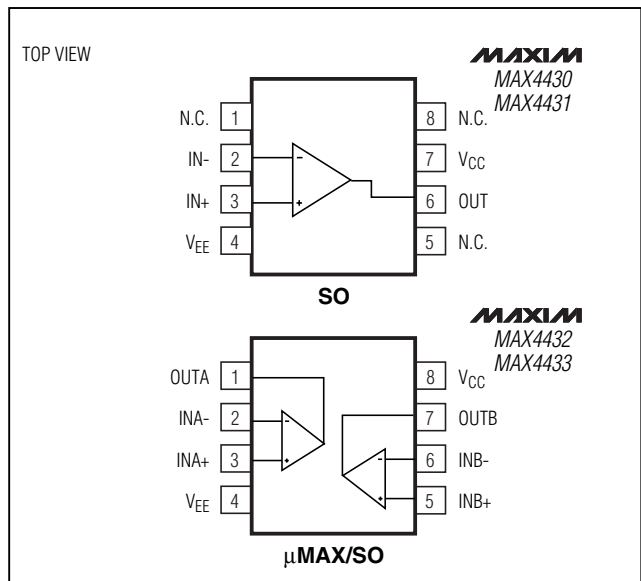 TOP VIEW
MAXIM
MAX4430
MAX4431
N.C. 1
8 N.C.
IN- 2
-
7 VCC
IN+ 3
+
6 OUT
VEE 4
5 N.C.
SO
MAXIM
MAX4432
MAX4433
OUTA 1
8 VCC
INA- 2
-
7 OUTB
INA+ 3
+
-
6 INB-
VEE 4
+
5 INB+
µMAX/SO